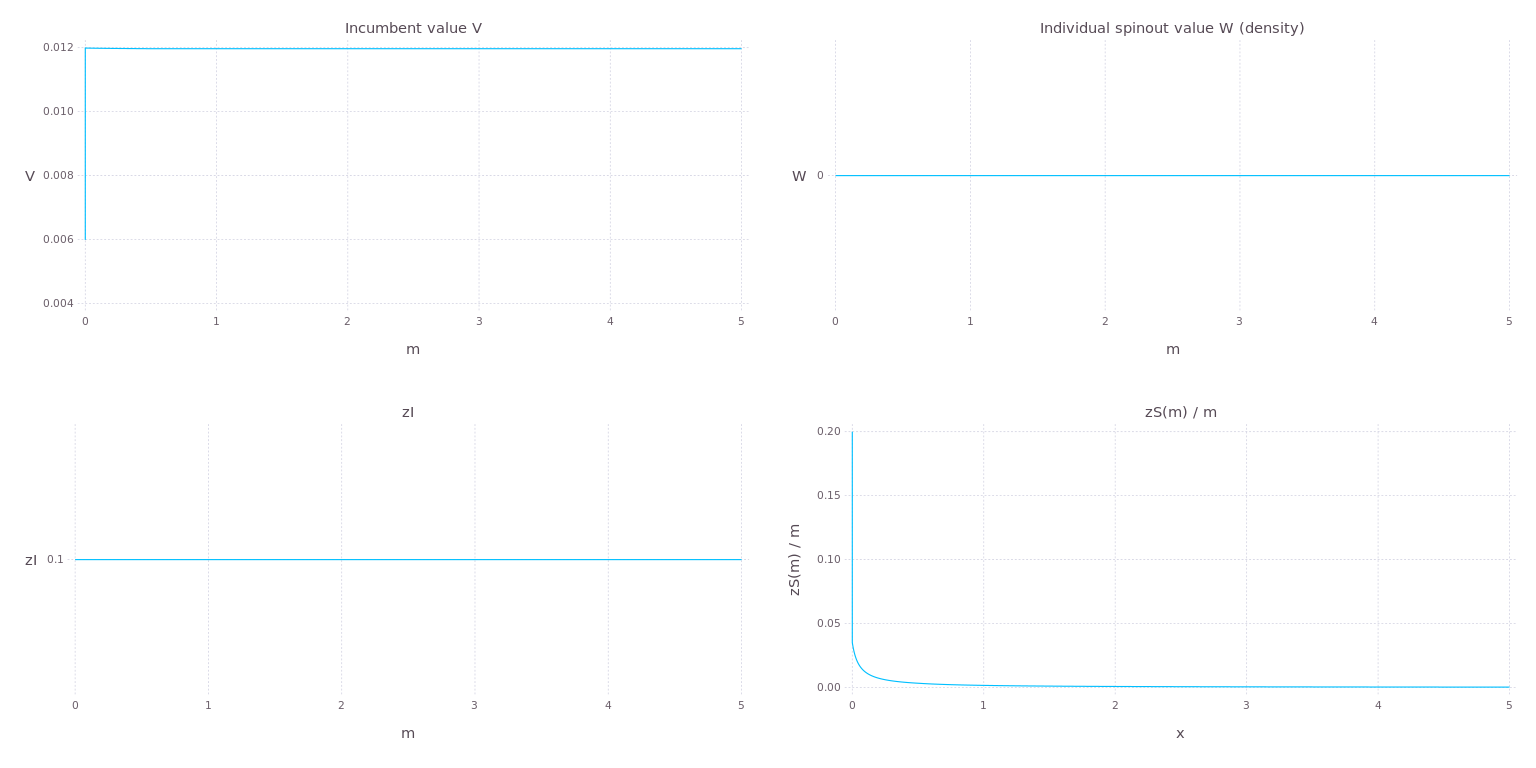 Incumbent value V
V
0.012
0.010
0.008
0.006
0.004
0 1 2 3 4 5
m
Individual spinout value W (density)
W
0
0 1 2 3 4 5
m
zI
zI
0.1
0 1 2 3 4 5
m
zS(m) / m
zS(m) / m
0.20
0.15
0.10
0.05
0.00
0 1 2 3 4 5
x